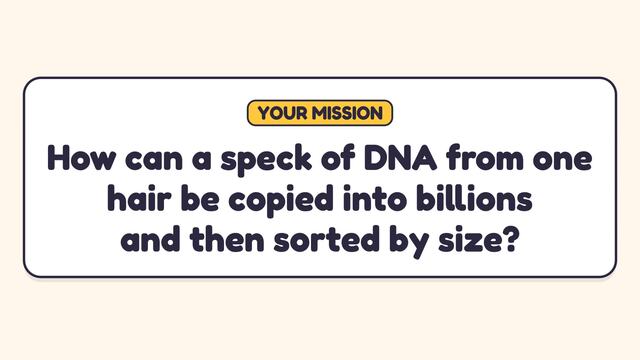 YOUR MISSION
How can a speck of DNA from one
hair be copied into billions
and then sorted by size?